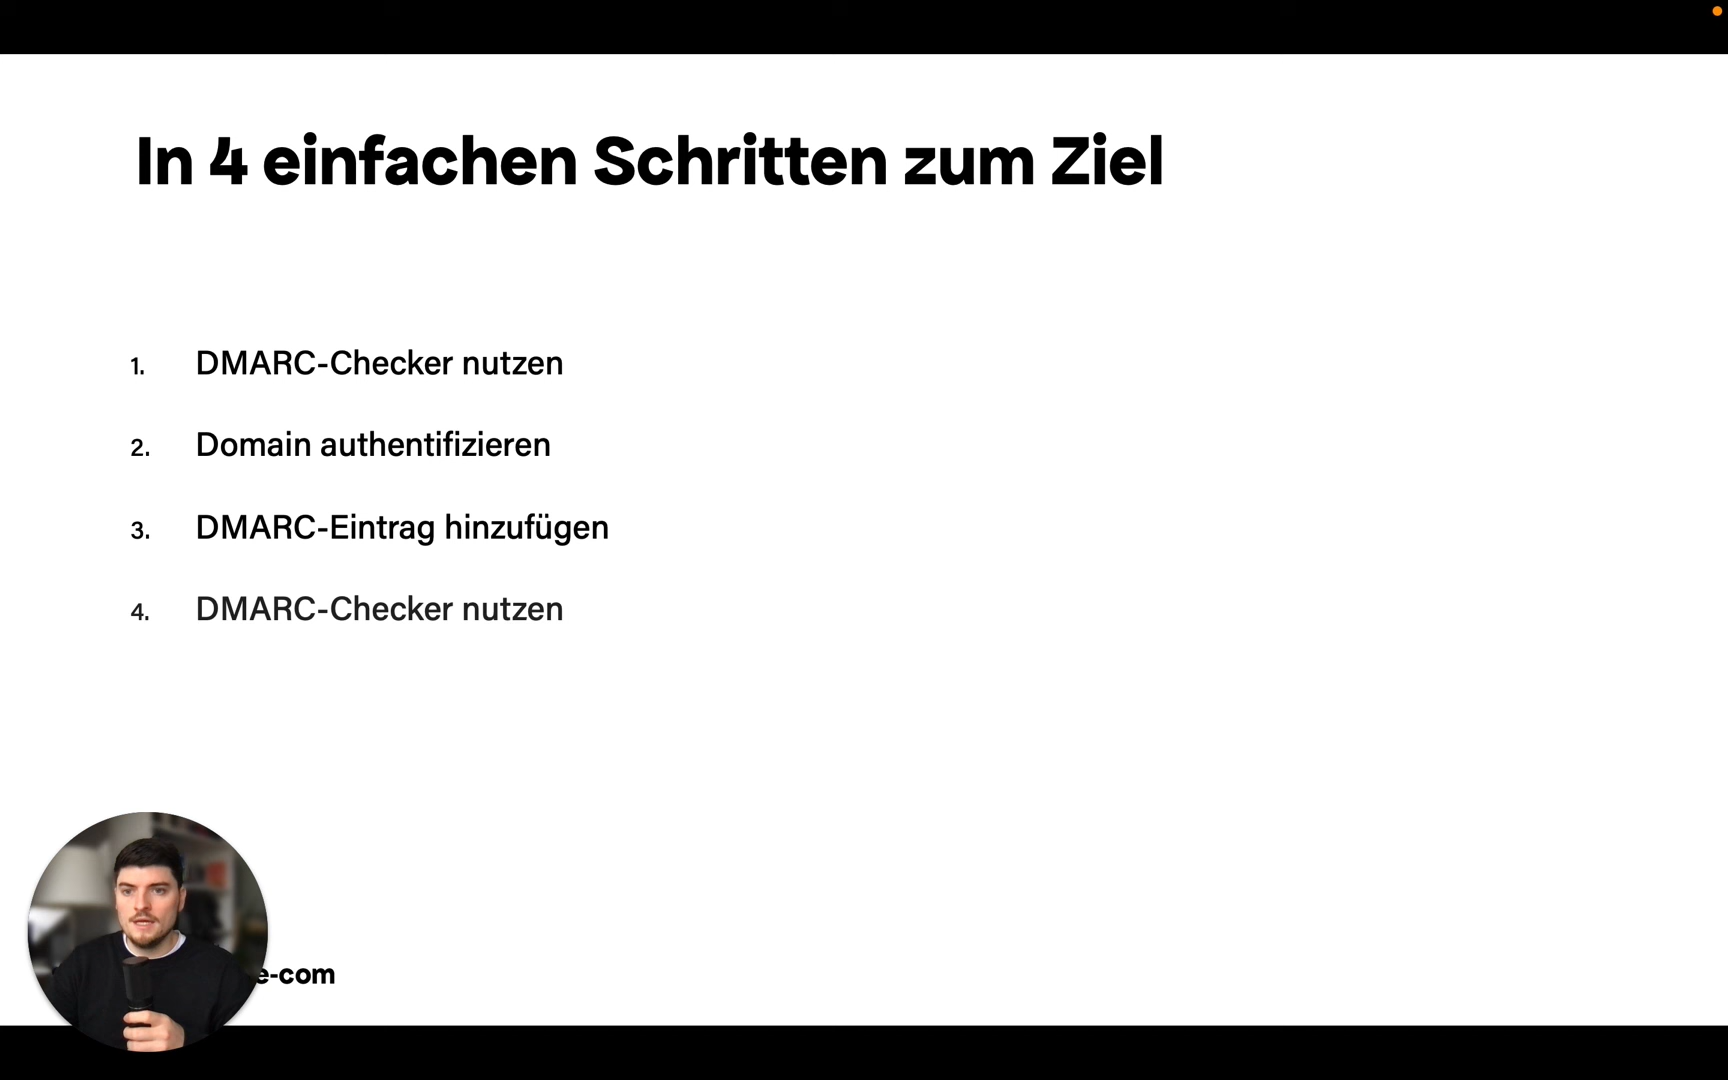 In 4 einfachen Schritten zum Ziel
1. DMARC-Checker nutzen
2. Domain authentifizieren
3. DMARC-Eintrag hinzufügen
4. DMARC-Checker nutzen
e-com